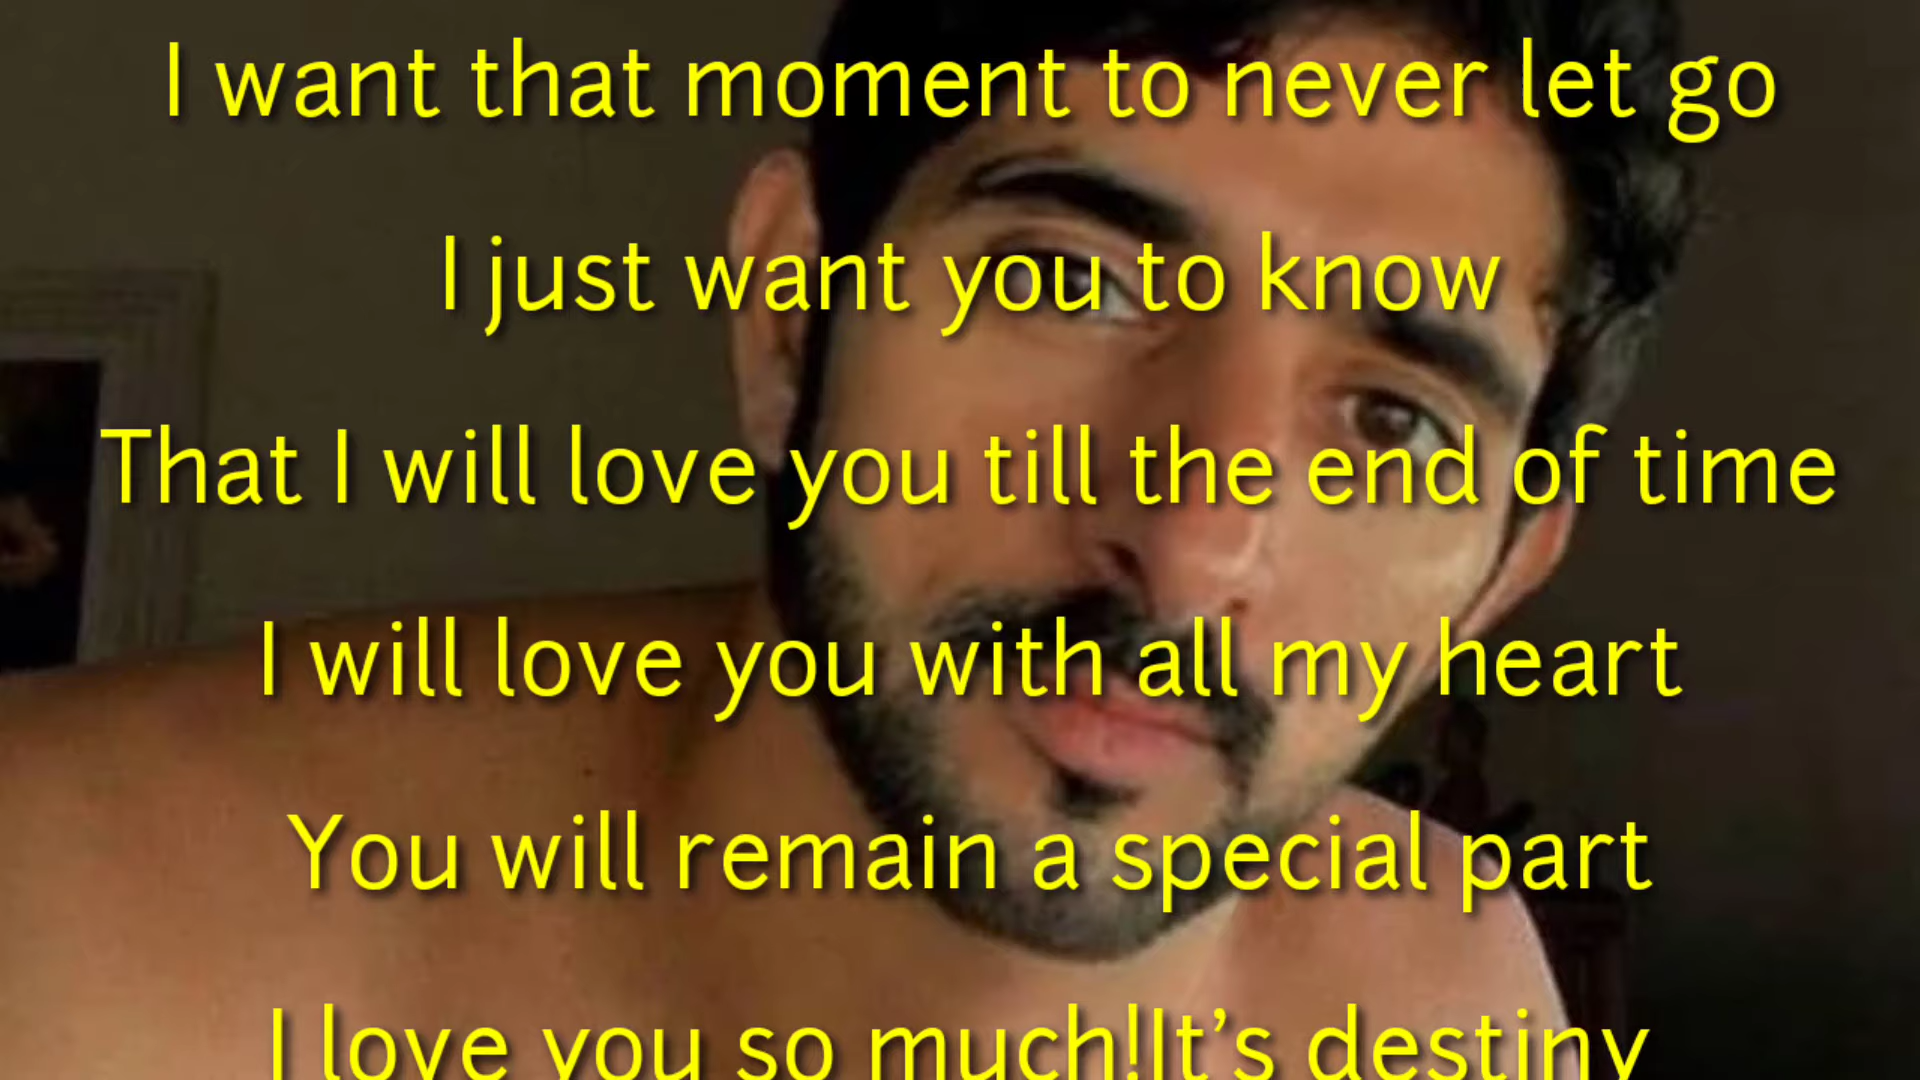 I want that moment to never let go
I just want you to know
That I will love you till the end of time
I will love you with all my heart
You will remain a special part
I love you so much!It’s destiny